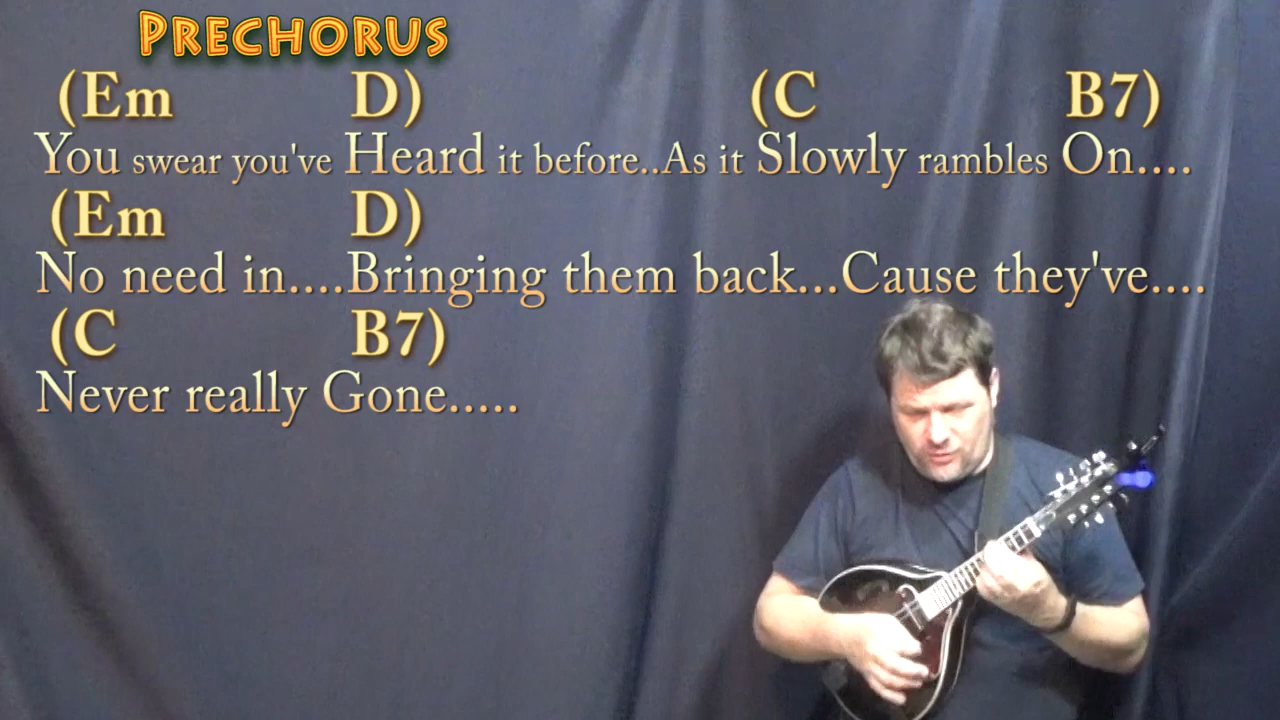 PRECHORUS
(Em D) (C B7)
You swear you've Heard it before..As it Slowly rambles On....
(Em D)
No need in....Bringing them back...Cause they've....
(C B7)
Never really Gone.....